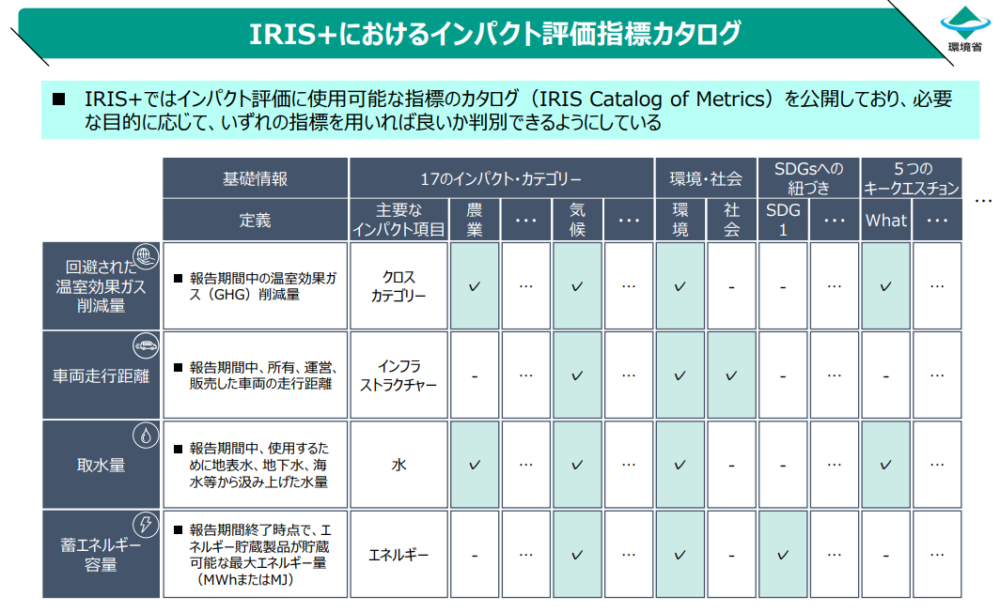 IRIS+におけるインパクト評価指標カタログ
環境省
■ IRIS+ではインパクト評価に使用可能な指標のカタログ（IRIS Catalog of Metrics）を公開しており、必要
な目的に応じて、いずれの指標を用いれば良いか判別できるようにしている
基礎情報 17のインパクト・カテゴリー 環境・社会 SDGsへの
紐づき ５つの
キークエスチョン …
定義 主要な
インパクト項目 農
業 ・・・ 気
候 ・・・ 環
境 社
会 SDG
1 ・・・ What ・・・
回避された
温室効果ガス
削減量
■ 報告期間中の温室効果ガ
ス（GHG）削減量
クロス
カテゴリー
✓ … ✓ … ✓ - - … ✓ …
車両走行距離
■ 報告期間中、所有、運営、
販売した車両の走行距離
インフラ
ストラクチャー
- … ✓ … ✓ ✓ - … - …
取水量
■ 報告期間中、使用するた
めに地表水、地下水、海
水等から汲み上げた水量
水
✓ … ✓ … ✓ - - … ✓ …
蓄エネルギー
容量
■ 報告期間終了時点で、エ
ネルギー貯蔵製品が貯蔵
可能な最大エネルギー量
（MWhまたはMJ）
エネルギー
- … ✓ … ✓ - ✓ … - …